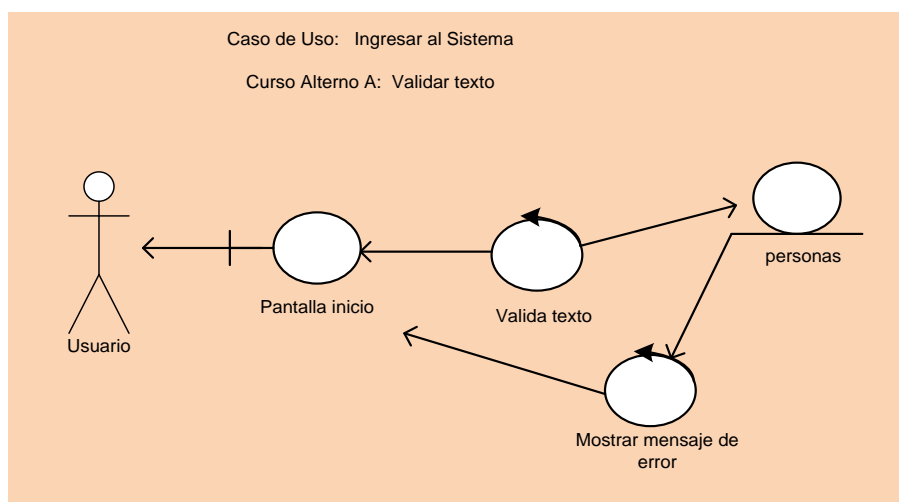 Caso de Uso: Ingresar al Sistema
Curso Alterno A: Validar texto
personas
Pantalla inicio
Valida texto
Usuario
Mostrar mensaje de
error